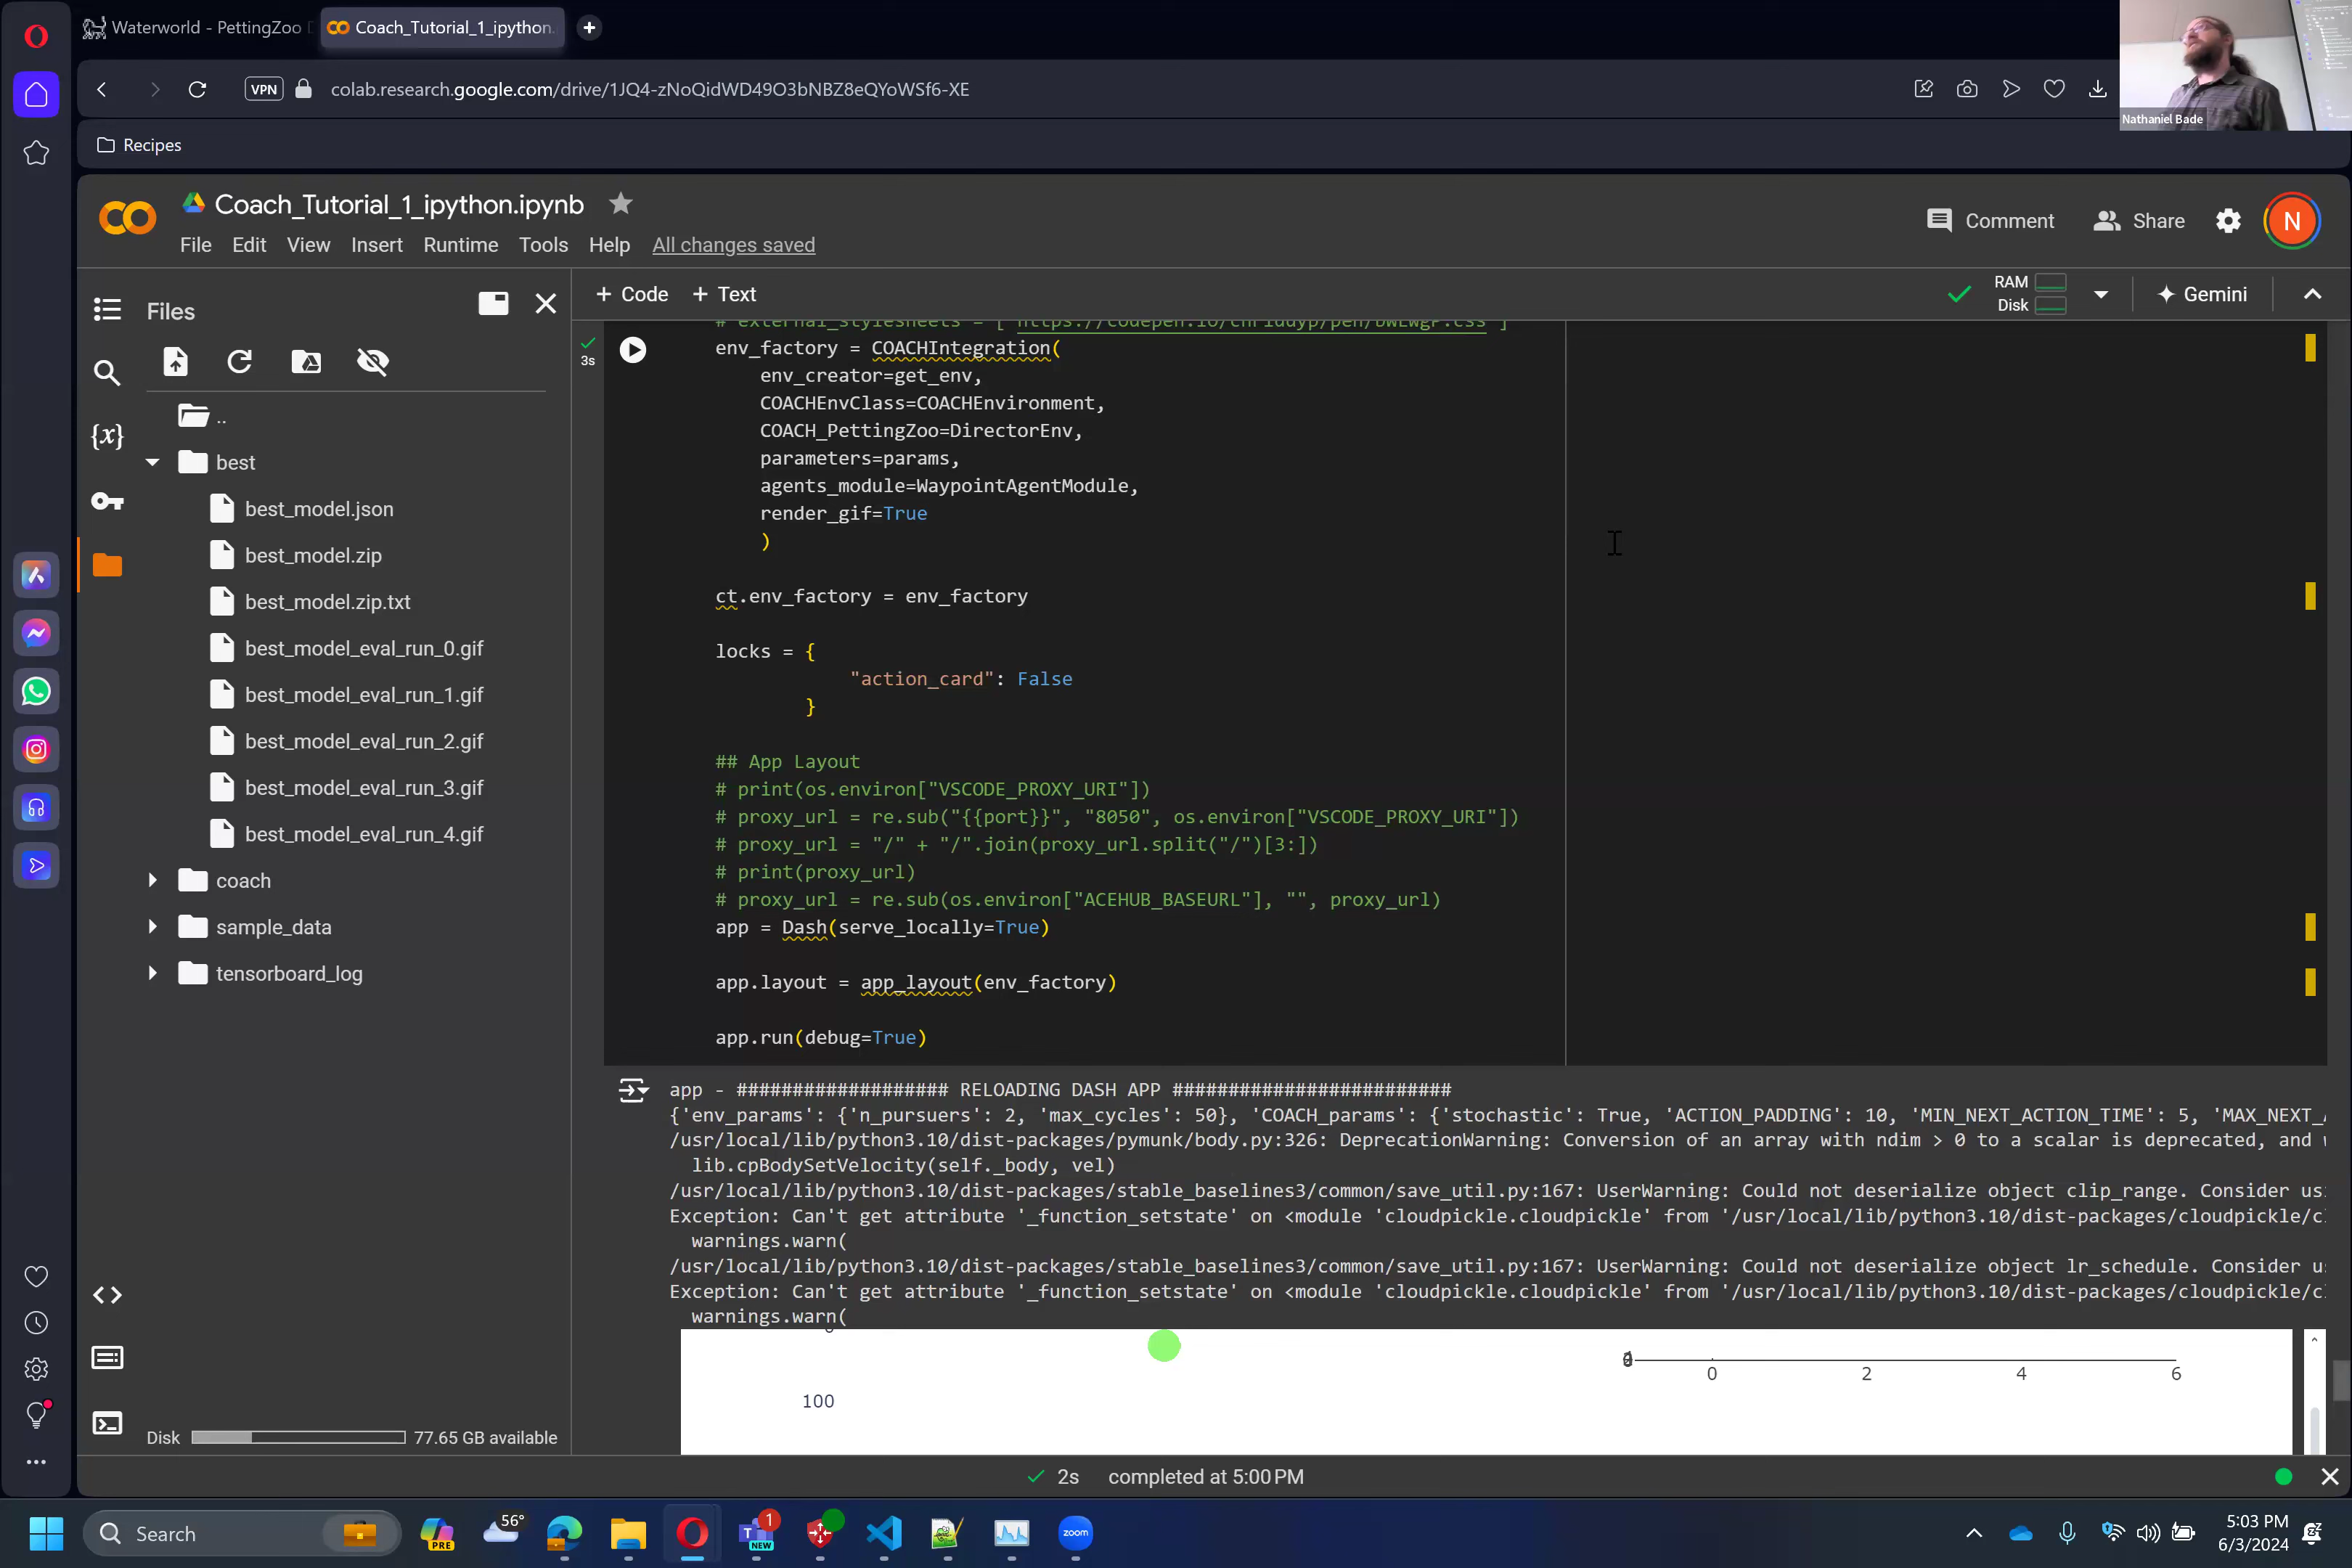 Waterworld - PettingZoo
Coach_Tutorial_1_ipython.
VPN
colab.research.google.com/drive/1JQ4-zNoQidWD49O3bNBZ8eQYoWSf6-XE
Nathaniel Bade
Recipes
Coach_Tutorial_1_ipython.ipynb
Comment
Share
N
File Edit View Insert Runtime Tools Help All changes saved
Files
+ Code + Text
RAM
Disk
Gemini
# external_stylesheets = ["https://codepen.io/chriddyp/pen/bWLwgP.css"]
3s
env_factory = COACHIntegration(
env_creator=get_env,
COACHEnvClass=COACHEnvironment,
COACH_PettingZoo=DirectorEnv,
parameters=params,
agents_module=WaypointAgentModule,
render_gif=True
)
ct.env_factory = env_factory
locks = {
"action_card": False
}
## App Layout
# print(os.environ["VSCODE_PROXY_URI"])
# proxy_url = re.sub("{{port}}", "8050", os.environ["VSCODE_PROXY_URI"])
# proxy_url = "/" + "/".join(proxy_url.split("/")[3:])
# print(proxy_url)
# proxy_url = re.sub(os.environ["ACEHUB_BASEURL"], "", proxy_url)
app = Dash(serve_locally=True)
app.layout = app_layout(env_factory)
app.run(debug=True)
..
best
best_model.json
best_model.zip
best_model.zip.txt
best_model_eval_run_0.gif
best_model_eval_run_1.gif
best_model_eval_run_2.gif
best_model_eval_run_3.gif
best_model_eval_run_4.gif
coach
sample_data
tensorboard_log
{x}
Disk
77.65 GB available
app - ################### RELOADING DASH APP #########################
{'env_params': {'n_pursuers': 2, 'max_cycles': 50}, 'COACH_params': {'stochastic': True, 'ACTION_PADDING': 10, 'MIN_NEXT_ACTION_TIME': 5, 'MAX_NEXT_
/usr/local/lib/python3.10/dist-packages/pymunk/body.py:326: DeprecationWarning: Conversion of an array with ndim > 0 to a scalar is deprecated, and
lib.cpBodySetVelocity(self._body, vel)
/usr/local/lib/python3.10/dist-packages/stable_baselines3/common/save_util.py:167: UserWarning: Could not deserialize object clip_range. Consider us
Exception: Can't get attribute '_function_setstate' on <module 'cloudpickle.cloudpickle' from '/usr/local/lib/python3.10/dist-packages/cloudpickle/c
warnings.warn(
/usr/local/lib/python3.10/dist-packages/stable_baselines3/common/save_util.py:167: UserWarning: Could not deserialize object lr_schedule. Consider u
Exception: Can't get attribute '_function_setstate' on <module 'cloudpickle.cloudpickle' from '/usr/local/lib/python3.10/dist-packages/cloudpickle/c
warnings.warn(
0 2 4 6
100
2s completed at 5:00 PM
Search
PRE
56°
1
NEW
zoom
5:03 PM
6/3/2024